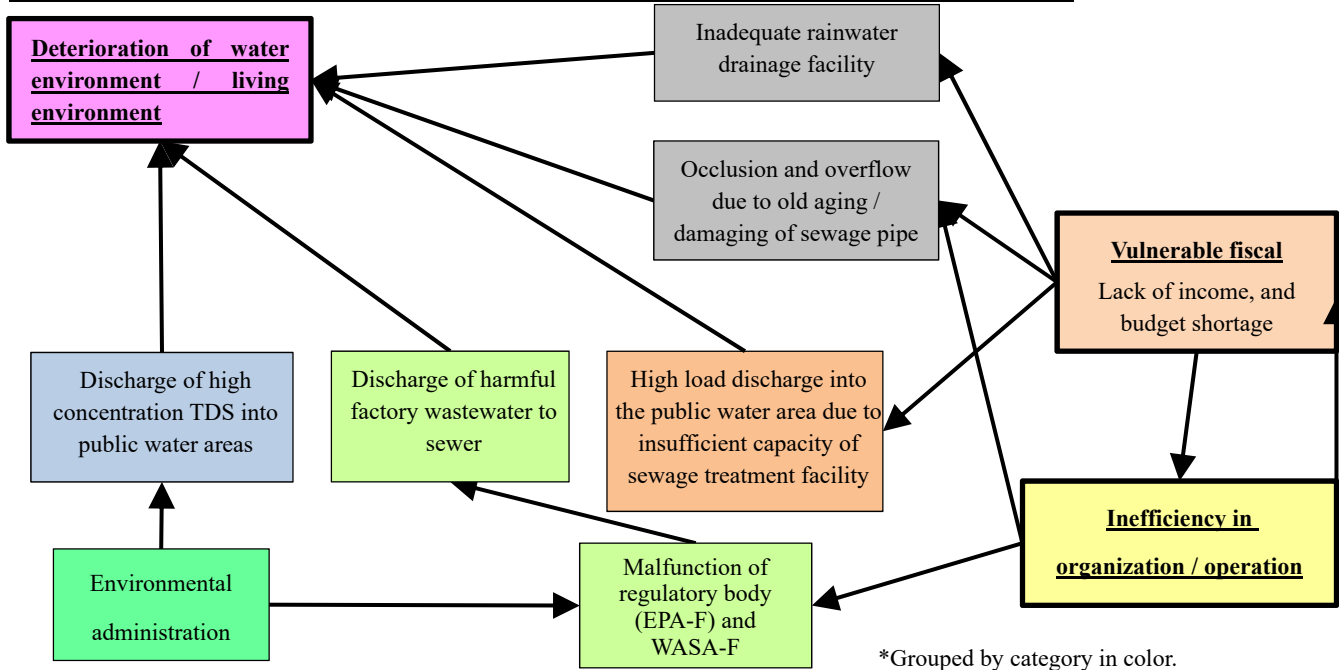 Deterioration of water
environment / living
environment
Inadequate rainwater
drainage facility
Occlusion and overflow
due to old aging /
damaging of sewage pipe
Vulnerable fiscal
Lack of income, and
budget shortage
Discharge of high
concentration TDS into
public water areas
Discharge of harmful
factory wastewater to
sewer
High load discharge into
the public water area due to
insufficient capacity of
sewage treatment facility
Inefficiency in
organization / operation
Environmental
administration
Malfunction of
regulatory body
(EPA-F) and
WASA-F
*Grouped by category in color.